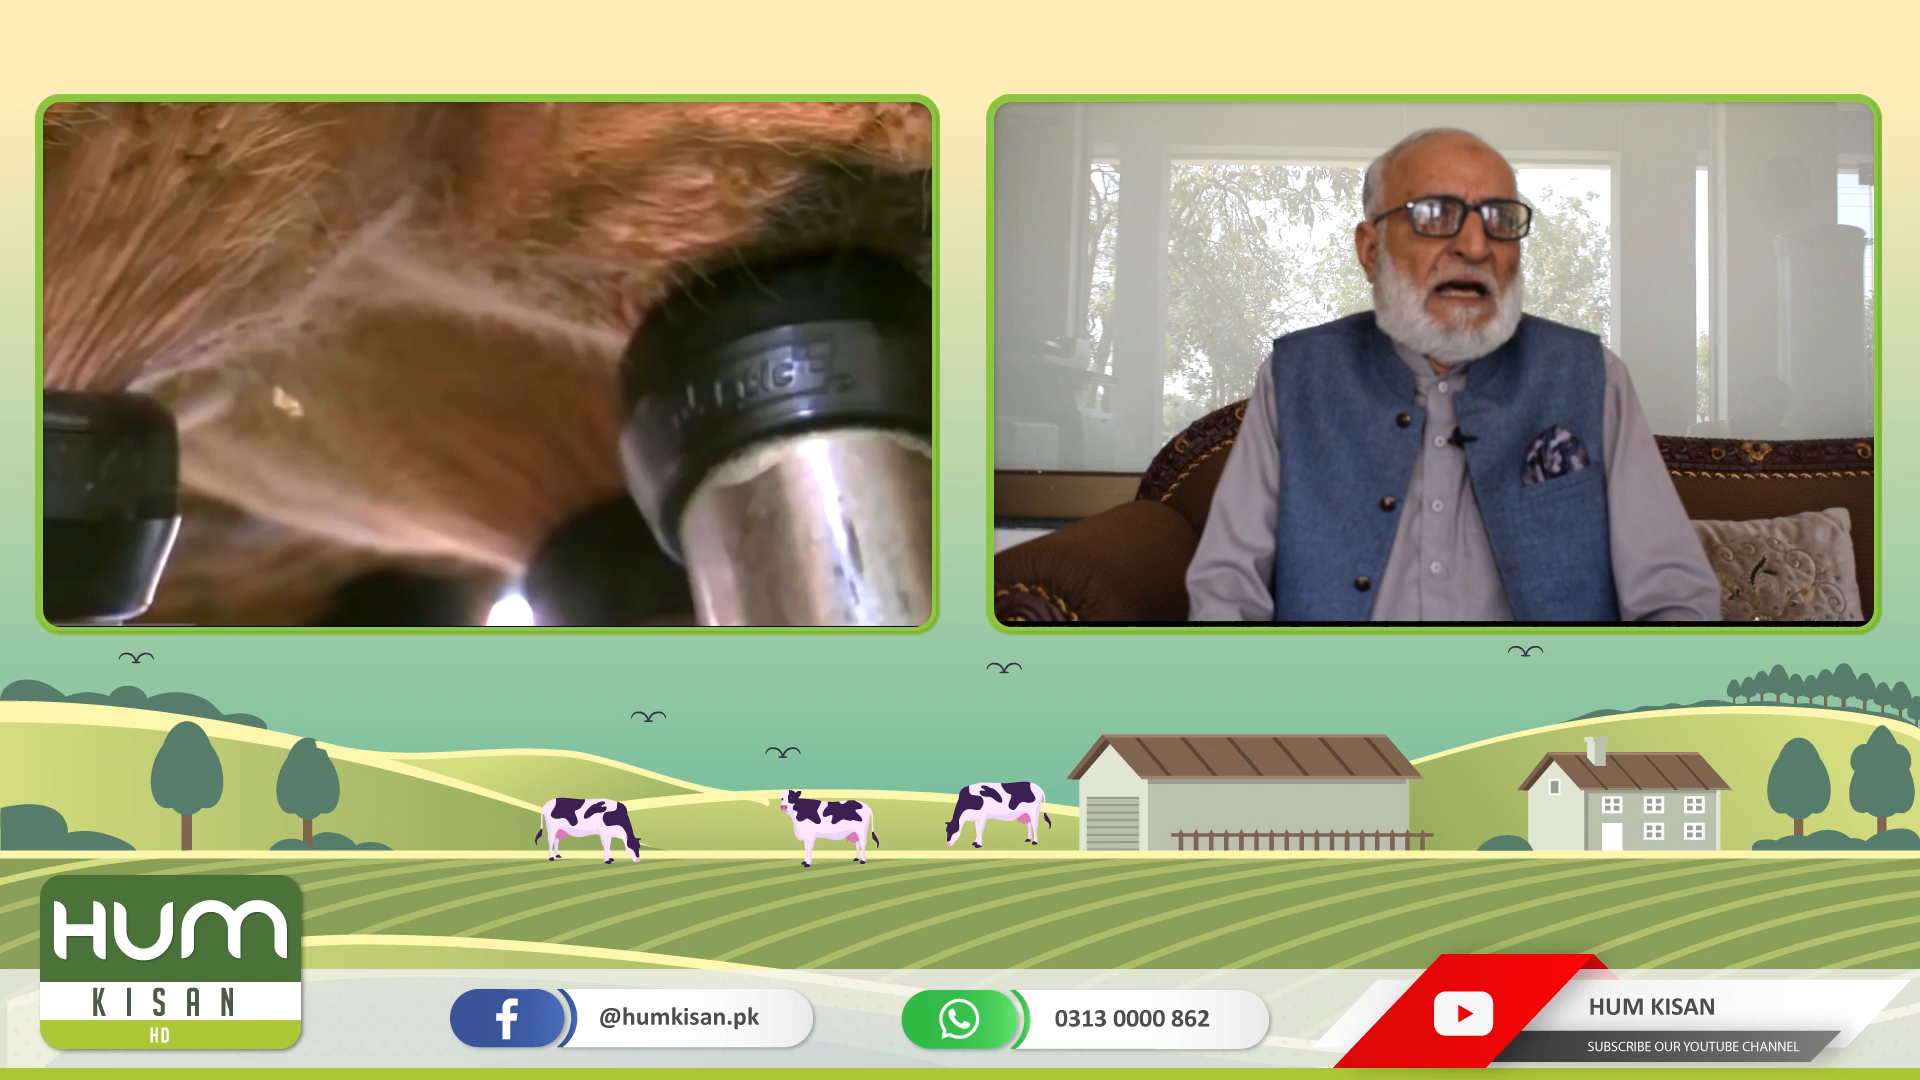 HUM
KISAN
HD
@humkisan.pk
0313 0000 862
HUM KISAN
SUBSCRIBE OUR YOUTUBE CHANNEL